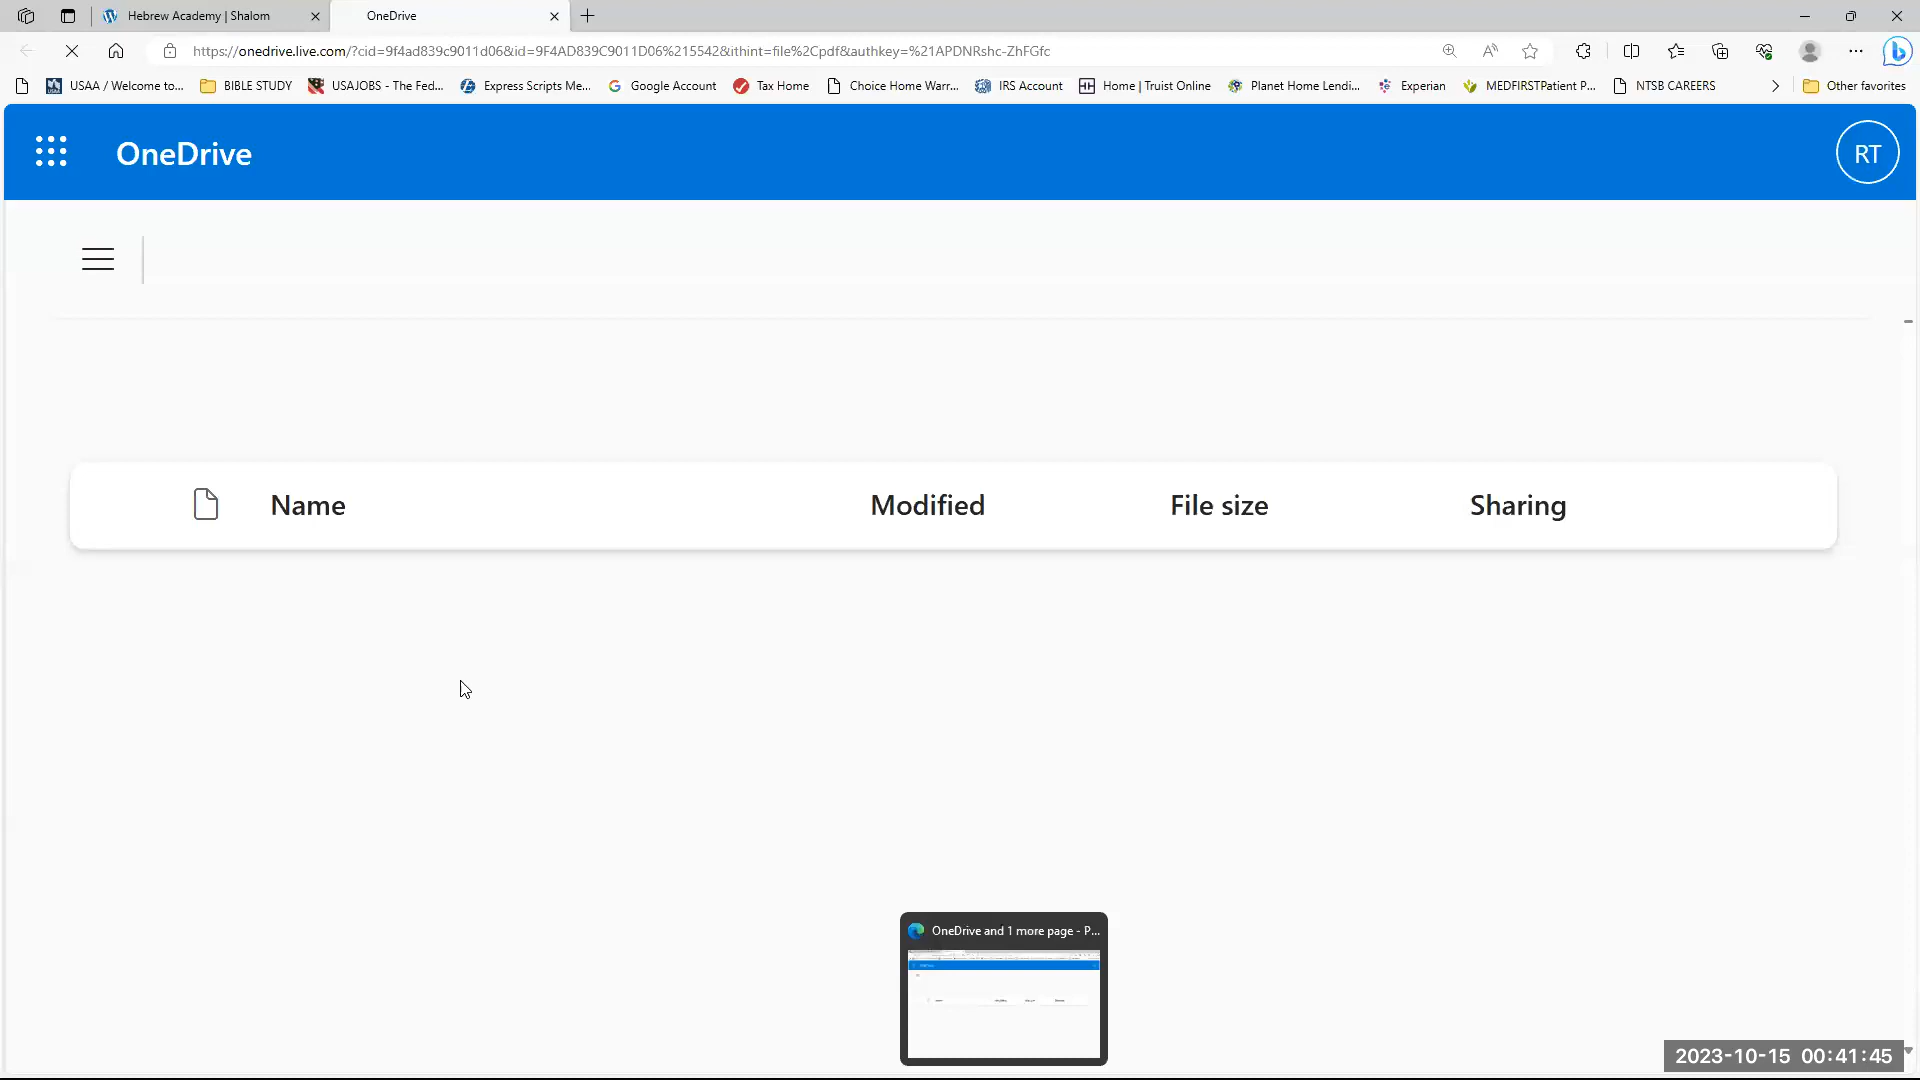 Hebrew Academy | Shalom
OneDrive
https://onedrive.live.com/?cid=9f4ad839c9011d06&id=9F4AD839C9011D06%215542&ithint=file%2Cpdf&authkey=%21APDNRshc-ZhFGfc
USAA / Welcome to...
BIBLE STUDY
USAJOBS - The Fed...
Express Scripts Me...
Google Account
Tax Home
Choice Home Warr...
IRS Account
Home | Truist Online
Planet Home Lendi...
Experian
MEDFIRSTPatient P...
NTSB CAREERS
Other favorites
OneDrive
RT
Name
Modified
File size
Sharing
OneDrive and 1 more page - P...
2023-10-15 00:41:45